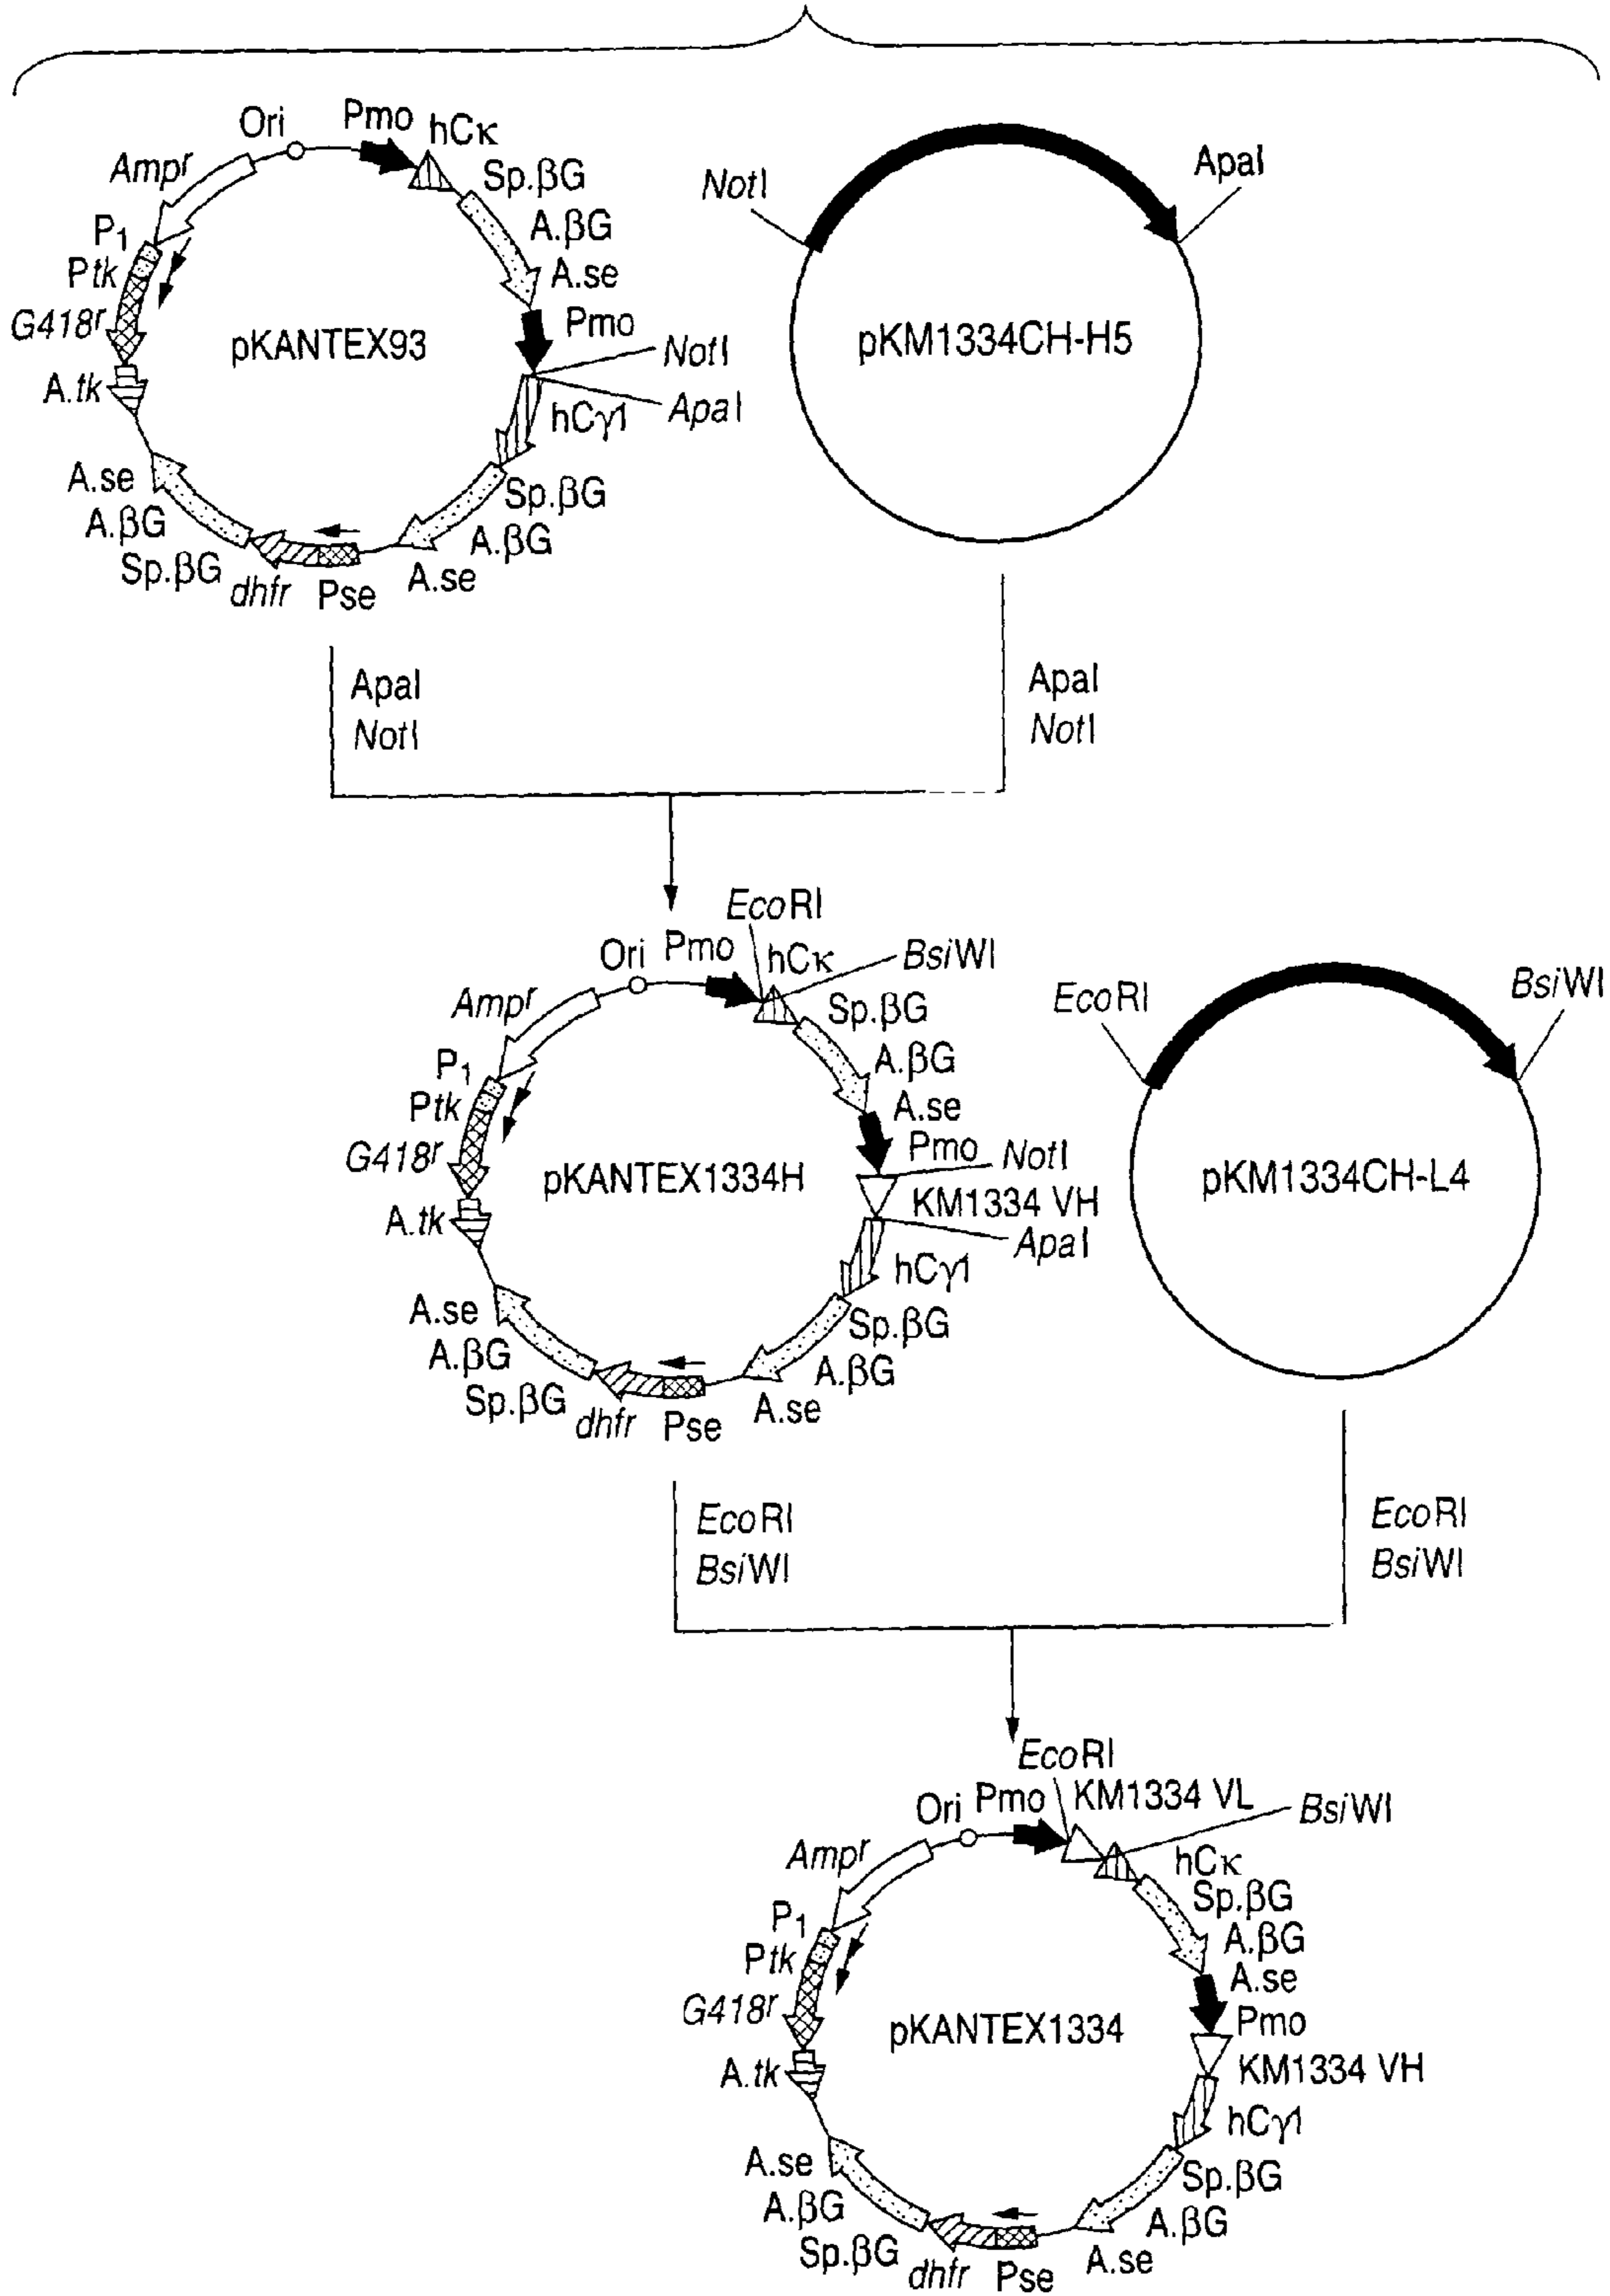 Ori
Pmo
hCκ
Ampr
Sp.βG
P1
A.βG
Ptk
A.se
G418r
Pmo
pKANTEX93
NotI
A.tk
ApaI
hCγ1
A.se
Sp.βG
A.βG
A.βG
Sp.βG
dhfr
Pse
A.se
NotI
ApaI
pKM1334CH-H5
ApaI
NotI
ApaI
NotI
EcoRI
Ori
Pmo
hCκ
BsiWI
Ampr
Sp.βG
P1
A.βG
Ptk
A.se
G418r
Pmo
NotI
pKANTEX1334H
KM1334 VH
A.tk
ApaI
hCγ1
A.se
Sp.βG
A.βG
A.βG
Sp.βG
dhfr
Pse
A.se
EcoRI
BsiWI
pKM1334CH-L4
EcoRI
BsiWI
EcoRI
BsiWI
EcoRI
Ori
Pmo
KM1334 VL
BsiWI
Ampr
hCκ
Sp.βG
P1
A.βG
Ptk
A.se
G418r
Pmo
pKANTEX1334
KM1334 VH
A.tk
hCγ1
A.se
Sp.βG
A.βG
A.βG
Sp.βG
dhfr
Pse
A.se